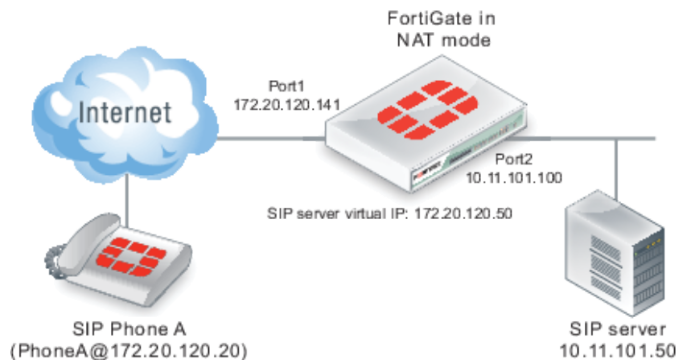 FortiGate in
NAT mode
Internet
Port1
172.20.120.141
Port2
10.11.101.100
SIP server virtual IP: 172.20.120.50
SIP Phone A
(PhoneA@172.20.120.20)
SIP server
10.11.101.50